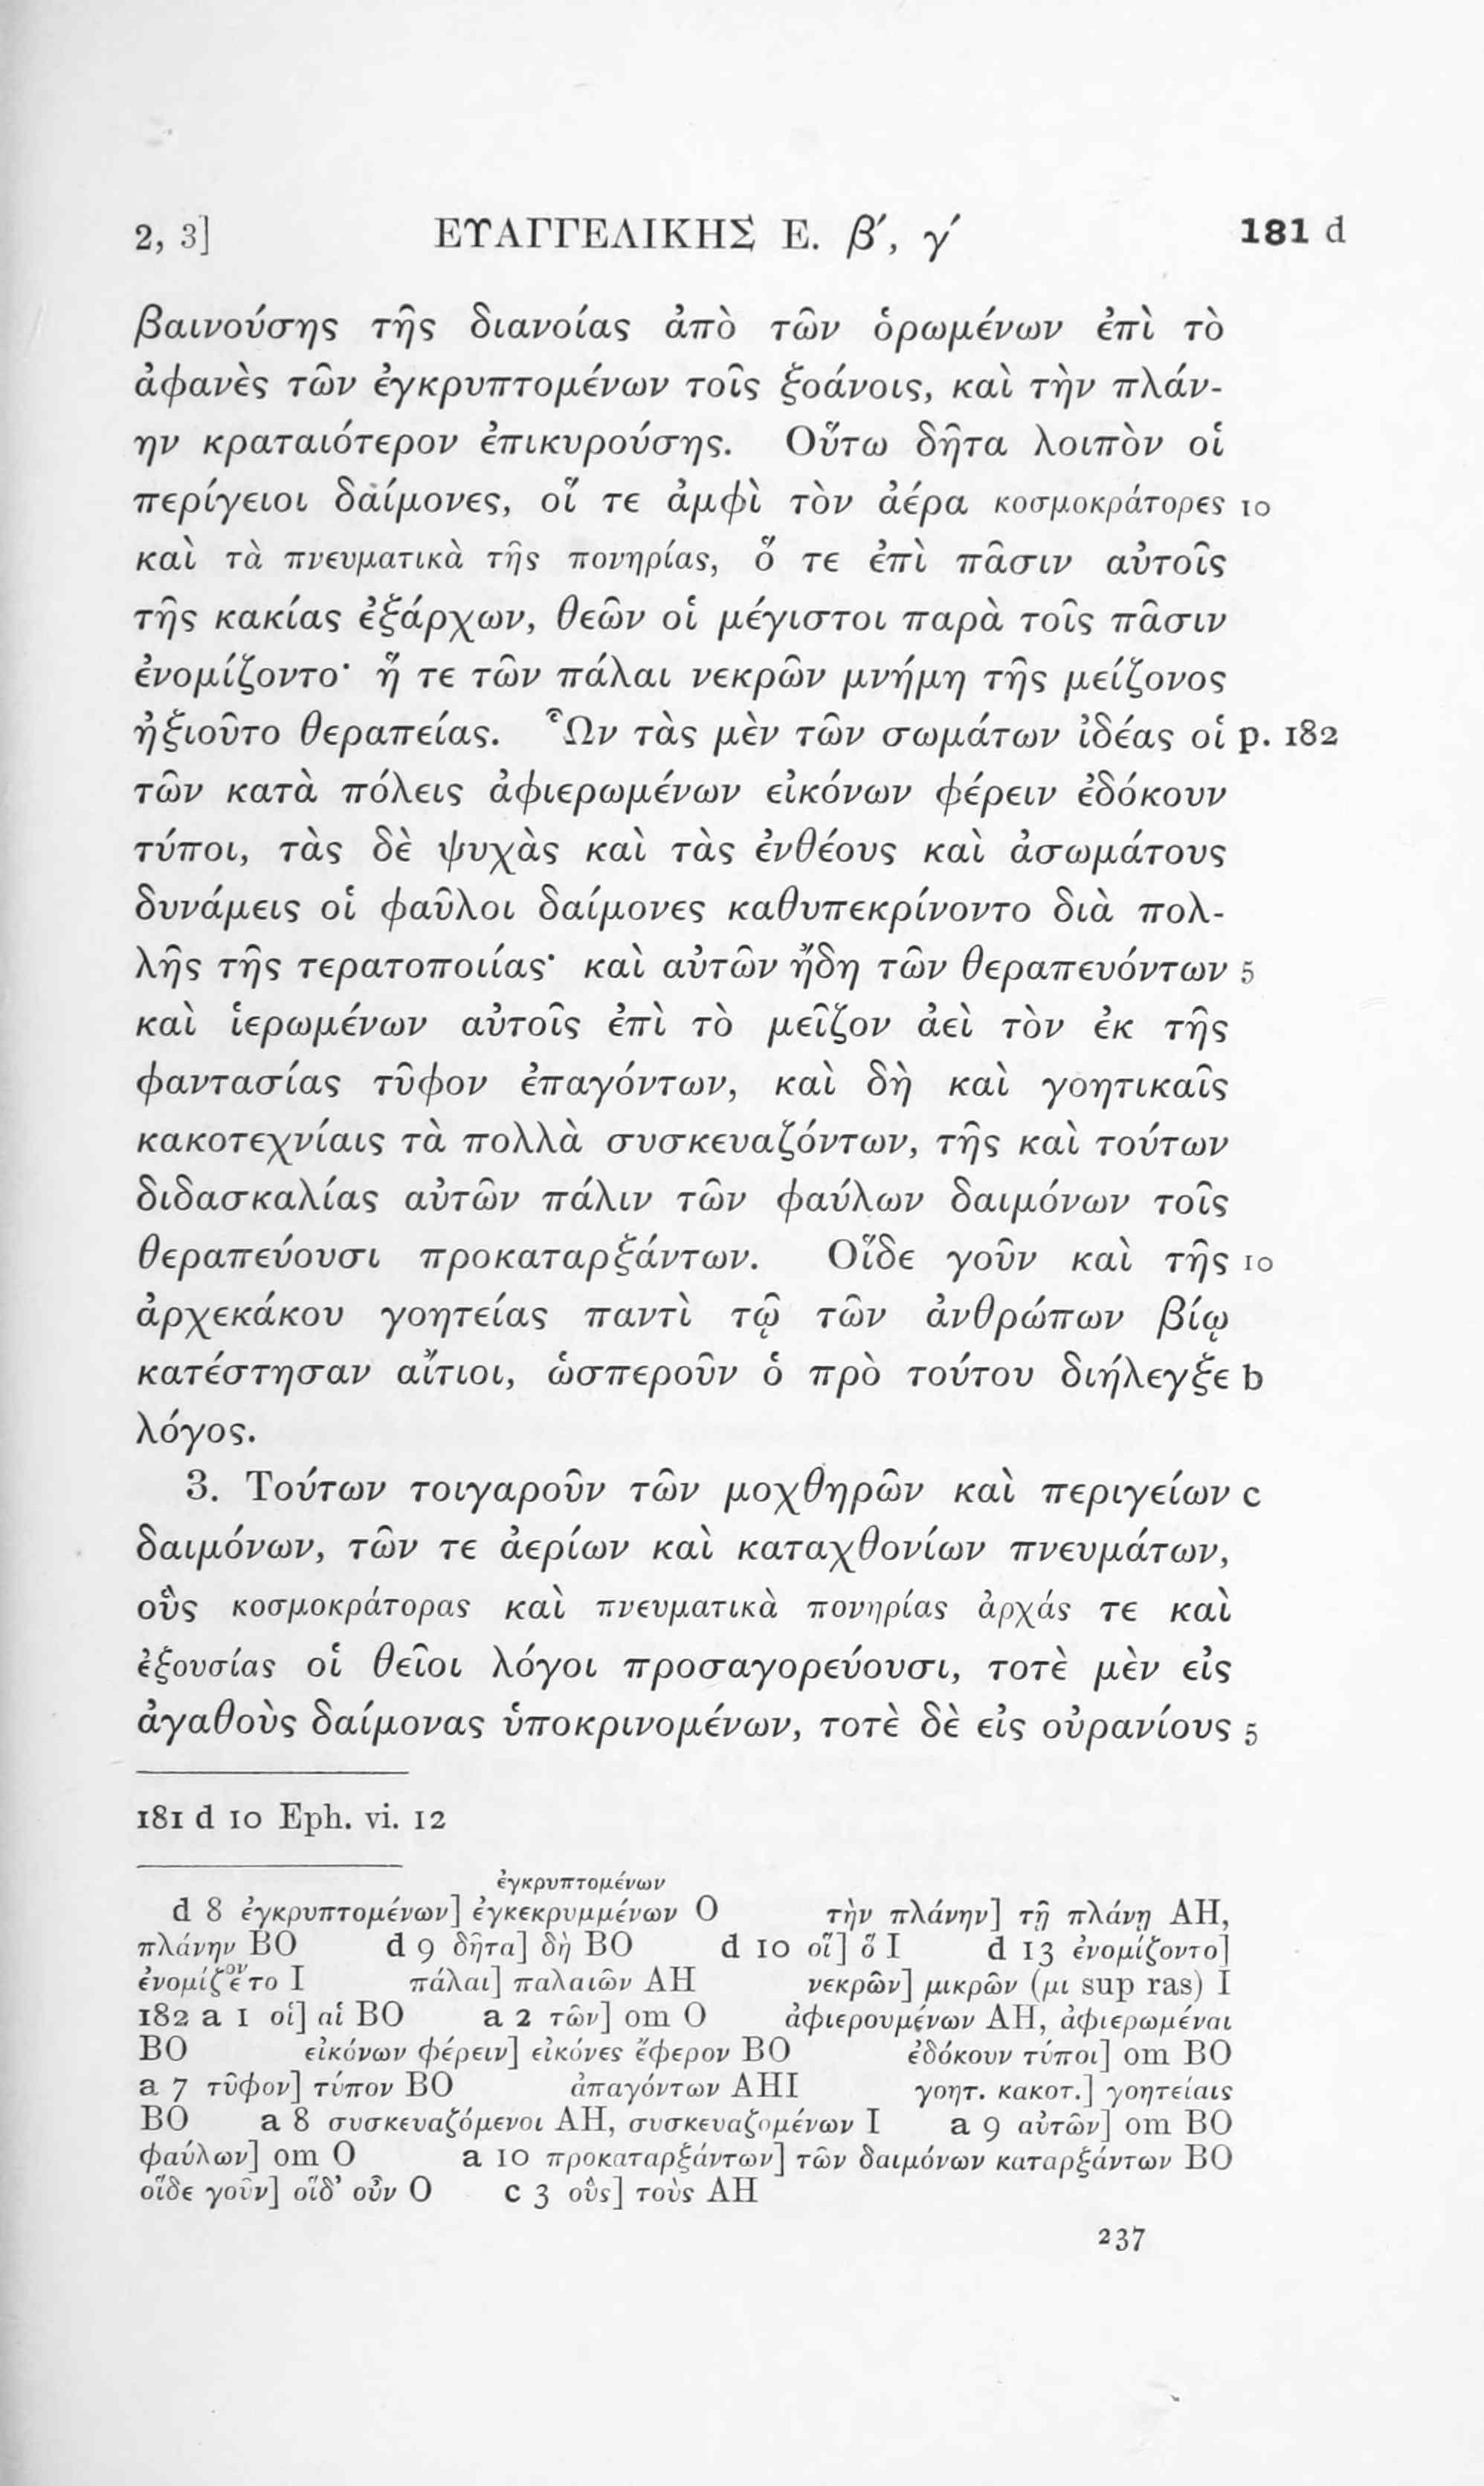 2, 3] ΕΥΑΓΓΕΛΙΚΗΣ Ε. β′, γ′ 181 d
βαινούσης τῆς διανοίας ἀπὸ τῶν ὁρωμένων ἐπὶ τὸ
ἀφανὲς τῶν ἐγκρυπτομένων τοῖς ξοάνοις, καὶ τὴν πλάν-
ην κραταιότερον ἐπικυρούσης. Οὕτω δῆτα λοιπὸν οἱ
περίγειοι δαίμονες, οἵ τε ἀμφὶ τὸν ἀέρα κοσμοκράτορες 10
καὶ τὰ πνευματικὰ τῆς πονηρίας, ὅ τε ἐπὶ πᾶσιν αὐτοῖς
τῆς κακίας ἐξάρχων, θεῶν οἱ μέγιστοι παρὰ τοῖς πᾶσιν
ἐνομίζοντο· ἥ τε τῶν πάλαι νεκρῶν μνήμη τῆς μείζονος
ἠξιοῦτο θεραπείας. Ὧν τὰς μὲν τῶν σωμάτων ἰδέας οἱ p. 182
τῶν κατὰ πόλεις ἀφιερωμένων εἰκόνων φέρειν ἐδόκουν
τύποι, τὰς δὲ ψυχὰς καὶ τὰς ἐνθέους καὶ ἀσωμάτους
δυνάμεις οἱ φαῦλοι δαίμονες καθυπεκρίνοντο διὰ πολ-
λῆς τῆς τερατοποιίας· καὶ αὐτῶν ἤδη τῶν θεραπευόντων 5
καὶ ἱερωμένων αὐτοῖς ἐπὶ τὸ μεῖζον ἀεὶ τὸν ἐκ τῆς
φαντασίας τῦφον ἐπαγόντων, καὶ δὴ καὶ γοητικαῖς
κακοτεχνίαις τὰ πολλὰ συσκευαζόντων, τῆς καὶ τούτων
διδασκαλίας αὐτῶν πάλιν τῶν φαύλων δαιμόνων τοῖς
θεραπεύουσι προκαταρξάντων. Οἵδε γοῦν καὶ τῆς 10
ἀρχεκάκου γοητείας παντὶ τῷ τῶν ἀνθρώπων βίῳ
κατέστησαν αἴτιοι, ὡσπεροῦν ὁ πρὸ τούτου διήλεγξε b
λόγος.
3. Τούτων τοιγαροῦν τῶν μοχθηρῶν καὶ περιγείων c
δαιμόνων, τῶν τε ἀερίων καὶ καταχθονίων πνευμάτων,
οὓς κοσμοκράτορας καὶ πνευματικὰ πονηρίας ἀρχάς τε καὶ
ἐξουσίας οἱ θεῖοι λόγοι προσαγορεύουσι, τοτὲ μὲν εἰς
ἀγαθοὺς δαίμονας ὑποκρινομένων, τοτὲ δὲ εἰς οὐρανίους 5
181 d 10 Eph. vi. 12
ἐγκρυπτομένων
d 8 ἐγκρυπτομένων] ἐγκεκρυμμένων O τὴν πλάνην] τῇ πλάνῃ AH,
πλάνην BO d 9 δῆτα] δὴ BO d 10 οἵ] ὅ I d 13 ἐνομίζοντο]
ἐνομίζετο^ον I πάλαι] παλαιῶν AH νεκρῶν] μικρῶν (μι sup ras) I
182 a 1 οἱ] αἱ BO a 2 τῶν] om O ἀφιερουμένων AH, ἀφιερωμέναι
BO εἰκόνων φέρειν] εἰκόνες ἔφερον BO ἐδόκουν τύποι] om BO
a 7 τῦφον] τύπον BO ἀπαγόντων AHI γοητ. κακοτ.] γοητείαις
BO a 8 συσκευαζόμενοι AH, συσκευαζομένων I a 9 αὐτῶν] om BO
φαύλων] om O a 10 προκαταρξάντων] τῶν δαιμόνων καταρξάντων BO
οἵδε γοῦν] οἵδ’ οὖν O c 3 οὓς] τοὺς AH
237